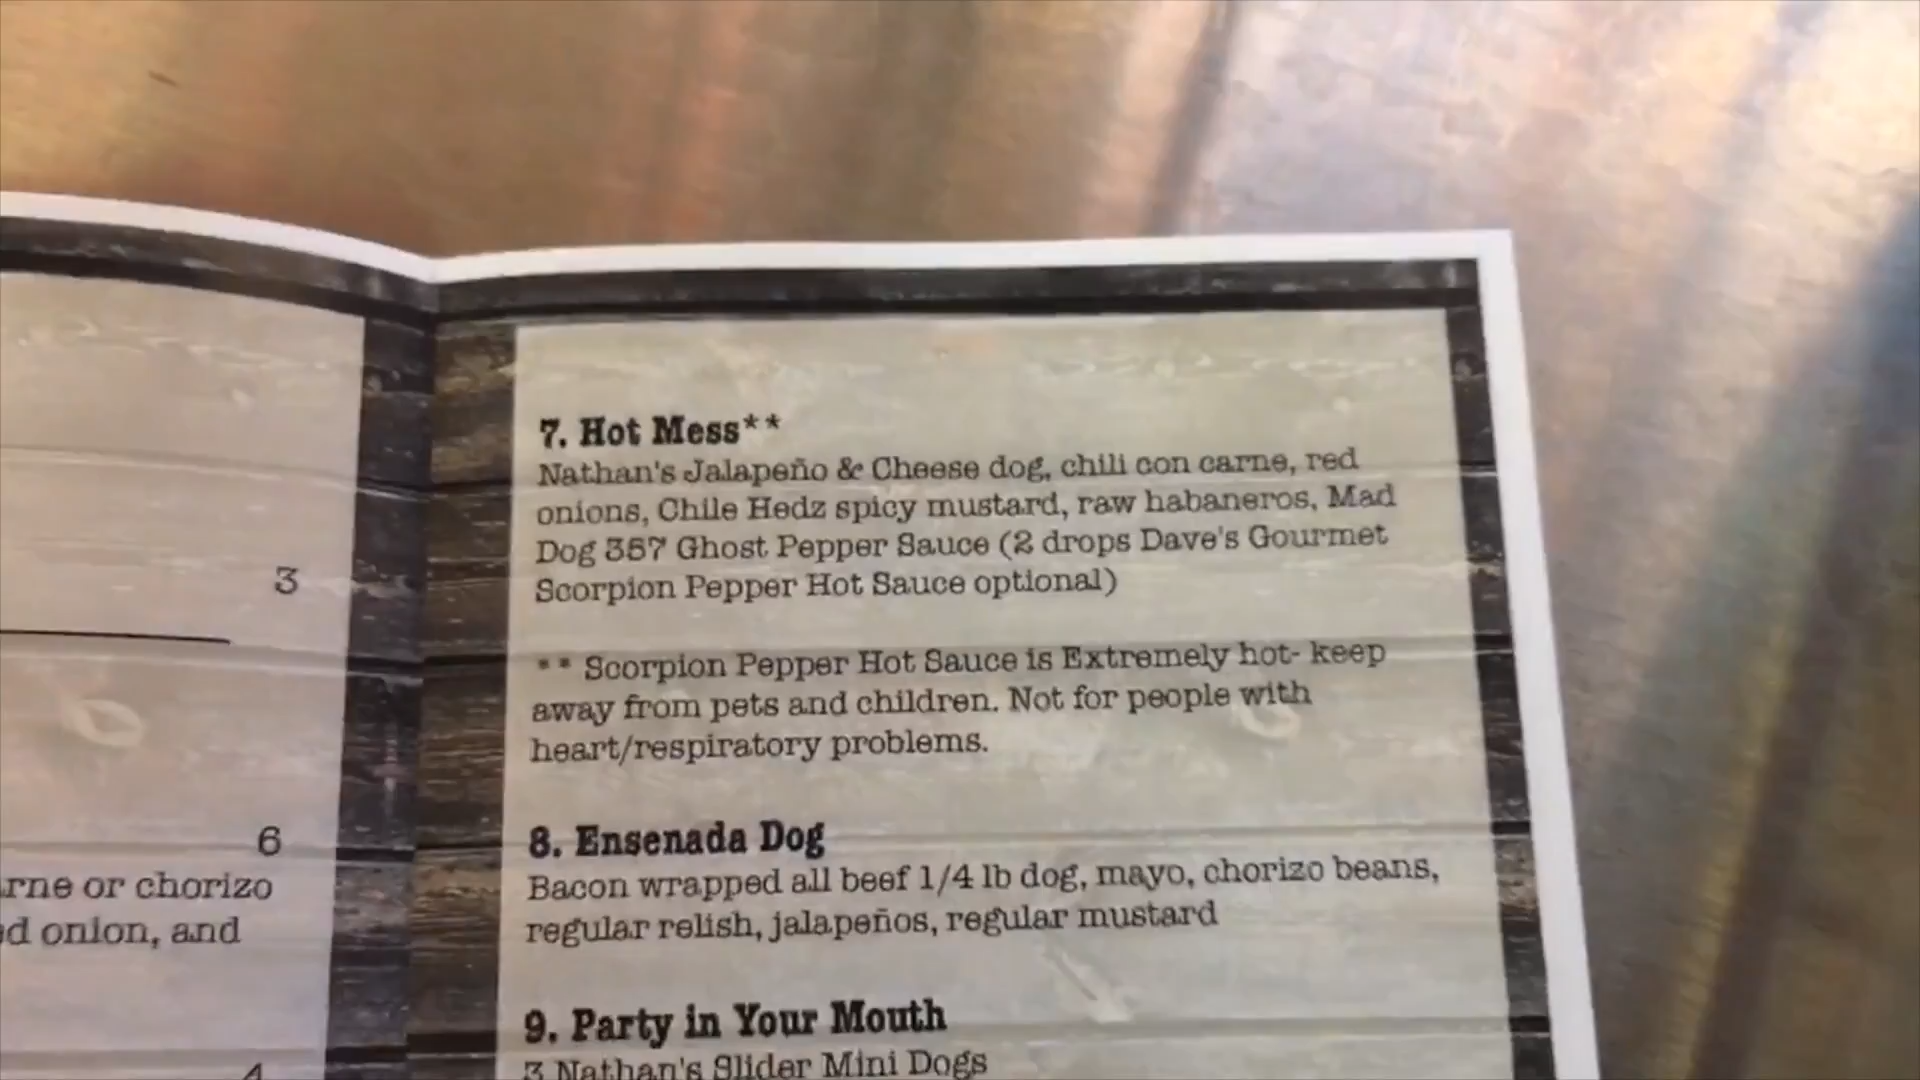 3
6
rne or chorizo
d onion, and
4
7. Hot Mess**
Nathan's Jalapeño & Cheese dog, chili con carne, red
onions, Chile Hedz spicy mustard, raw habaneros, Mad
Dog 357 Ghost Pepper Sauce (2 drops Dave's Gourmet
Scorpion Pepper Hot Sauce optional)
** Scorpion Pepper Hot Sauce is Extremely hot- keep
away from pets and children. Not for people with
heart/respiratory problems.
8. Ensenada Dog
Bacon wrapped all beef 1/4 lb dog, mayo, chorizo beans,
regular relish, jalapeños, regular mustard
9. Party in Your Mouth
3 Nathan's Slider Mini Dogs